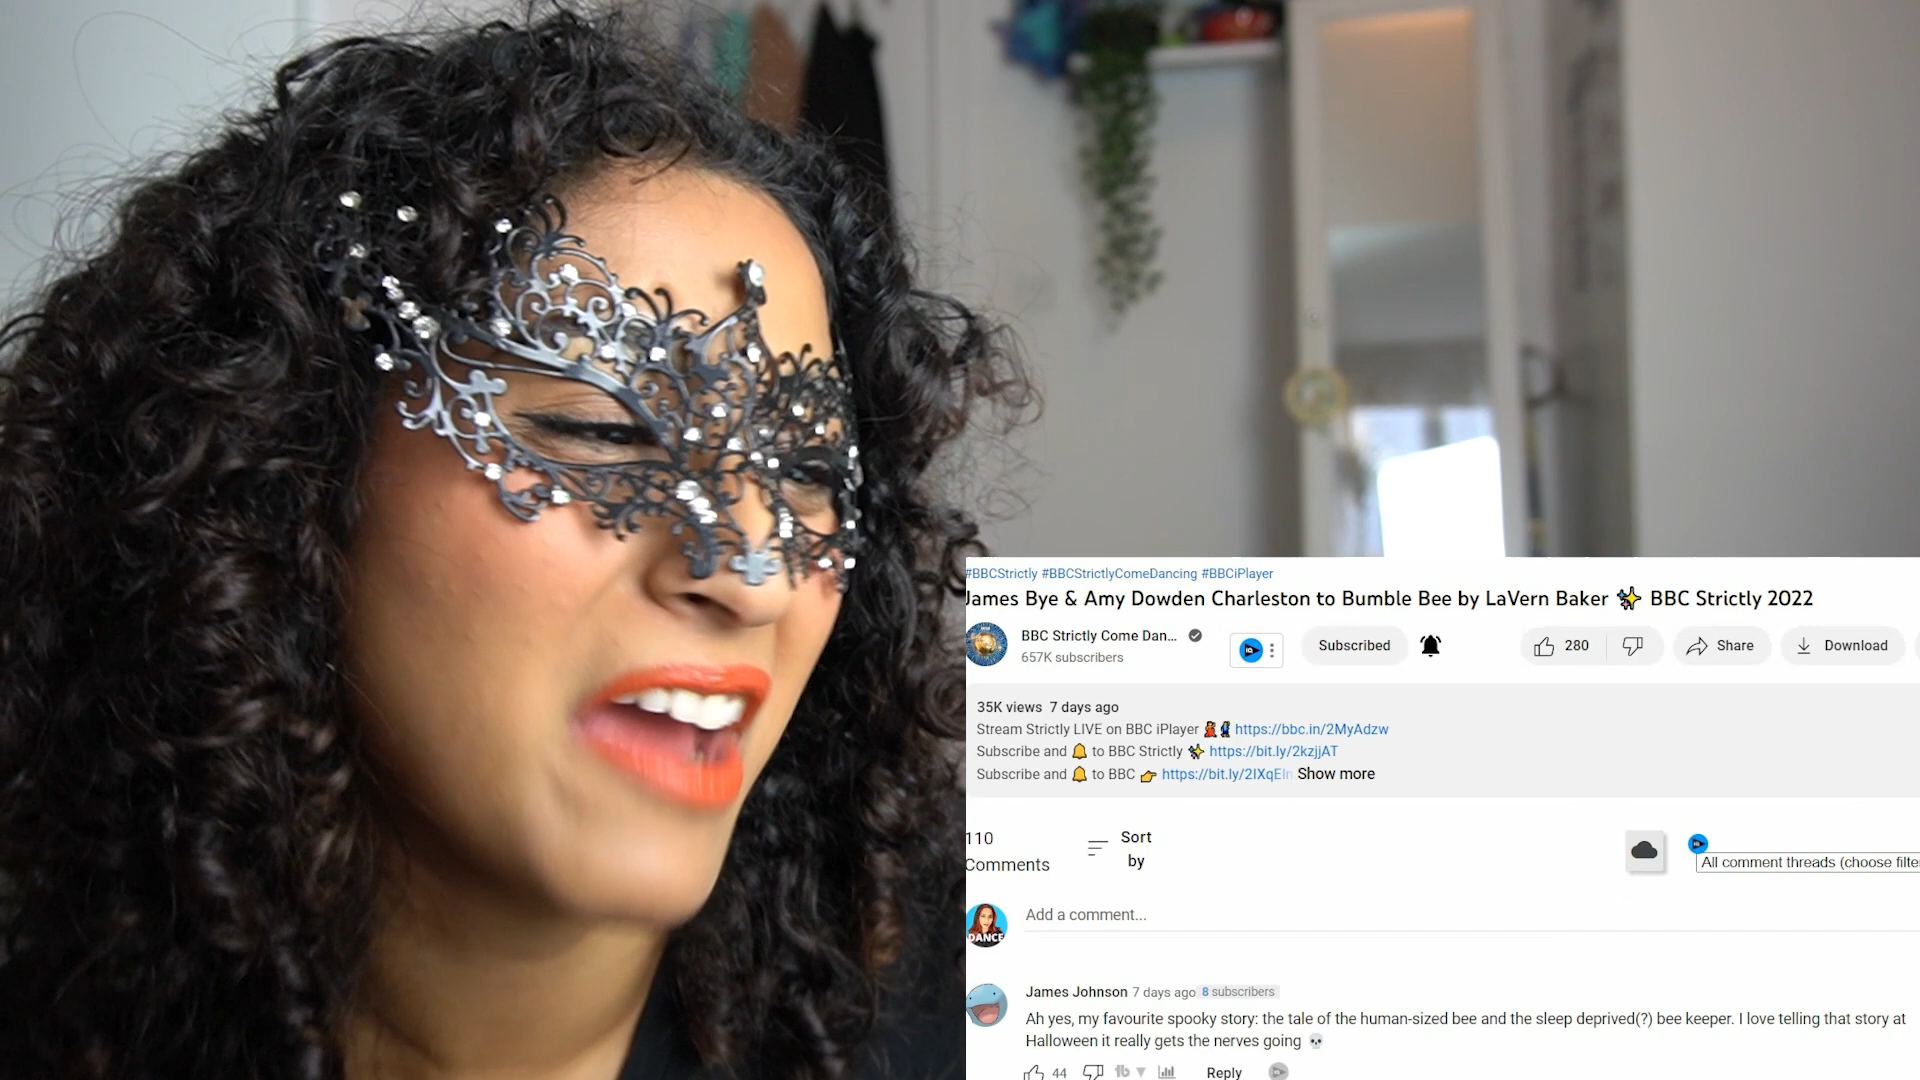 #BBCStrictly #BBCStrictlyComeDancing #BBCiPlayer
James Bye & Amy Dowden Charleston to Bumble Bee by LaVern Baker ✨ BBC Strictly 2022
BBC Strictly Come Dan...
657K subscribers
Subscribed
280
Share
Download
35K views 7 days ago
Stream Strictly LIVE on BBC iPlayer 💃🕺 https://bbc.in/2MyAdzw
Subscribe and 🔔 to BBC Strictly ✨ https://bit.ly/2kzjjAT
Subscribe and 🔔 to BBC 👉 https://bit.ly/2IXqEIn Show more
110
Comments
Sort
by
All comment threads (choose filte
DANCE
Add a comment...
James Johnson 7 days ago 8 subscribers
Ah yes, my favourite spooky story: the tale of the human-sized bee and the sleep deprived(?) bee keeper. I love telling that story at
Halloween it really gets the nerves going 💀
44
Reply